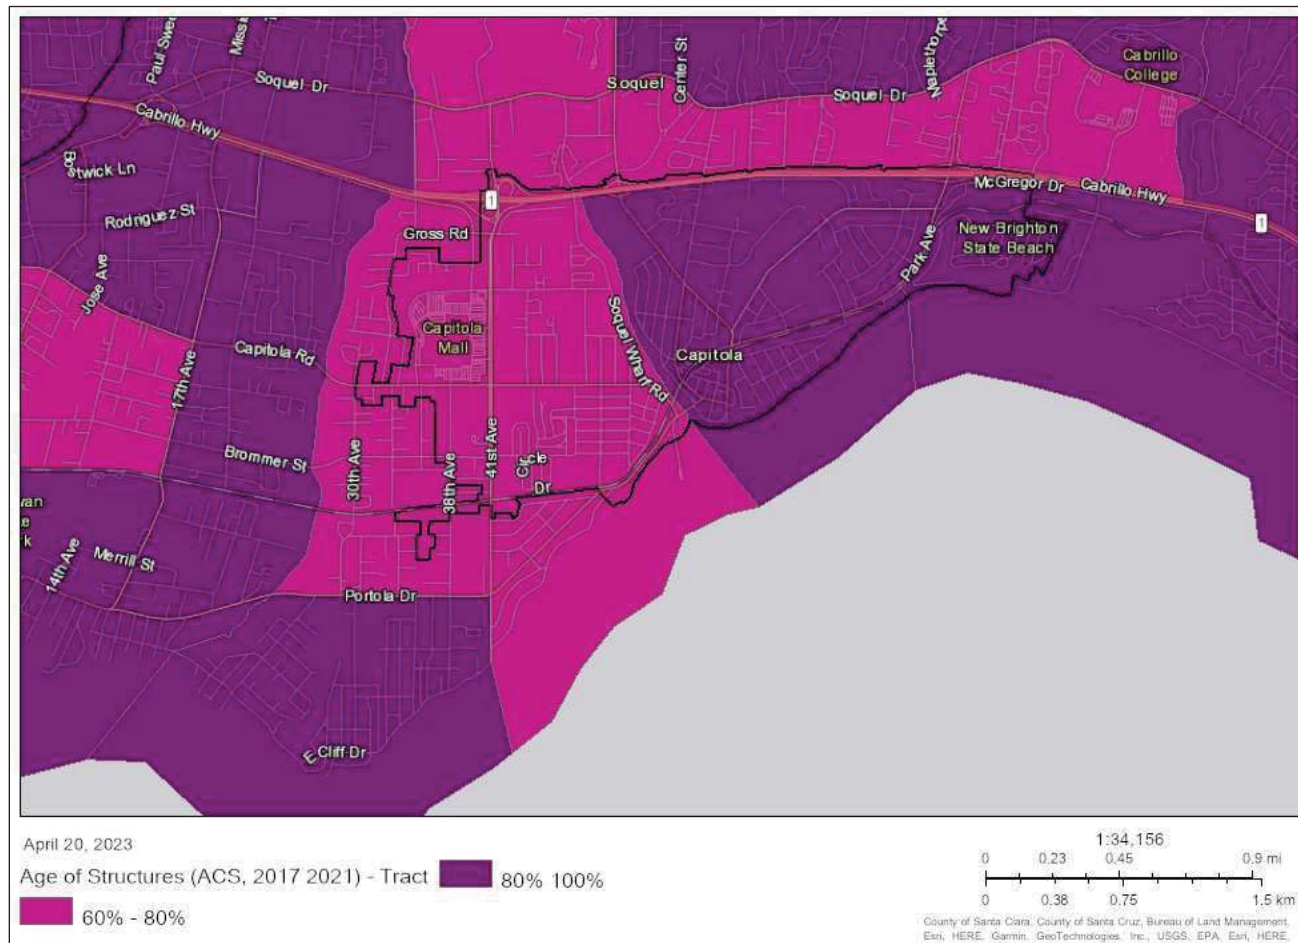 Paul Swe
Missi
Soquel Dr
Soquel
Center St
Soquel Dr
Maplethorpe
Cabrillo
College
Cabrillo Hwy
Bostwick Ln
Rodriguez St
Jose Ave
Gross Rd
1
McGregor Dr
Cabrillo Hwy
1
New Brighton
State Beach
Park Ave
Capitola
Mall
Capitola Rd
17th Ave
Soquel Wharf Rd
Capitola
Brommer St
30th Ave
38th Ave
41st Ave
Circle
Dr
van
te
rk
14th Ave
Merrill St
Portola Dr
E Cliff Dr
April 20, 2023
Age of Structures (ACS, 2017 2021) - Tract
80% 100%
60% - 80%
1:34,156
0 0.23 0.45 0.9 mi
0 0.38 0.75 1.5 km
County of Santa Clara, County of Santa Cruz, Bureau of Land Management,
Esri, HERE, Garmin, GeoTechnologies, Inc., USGS, EPA, Esri, HERE,